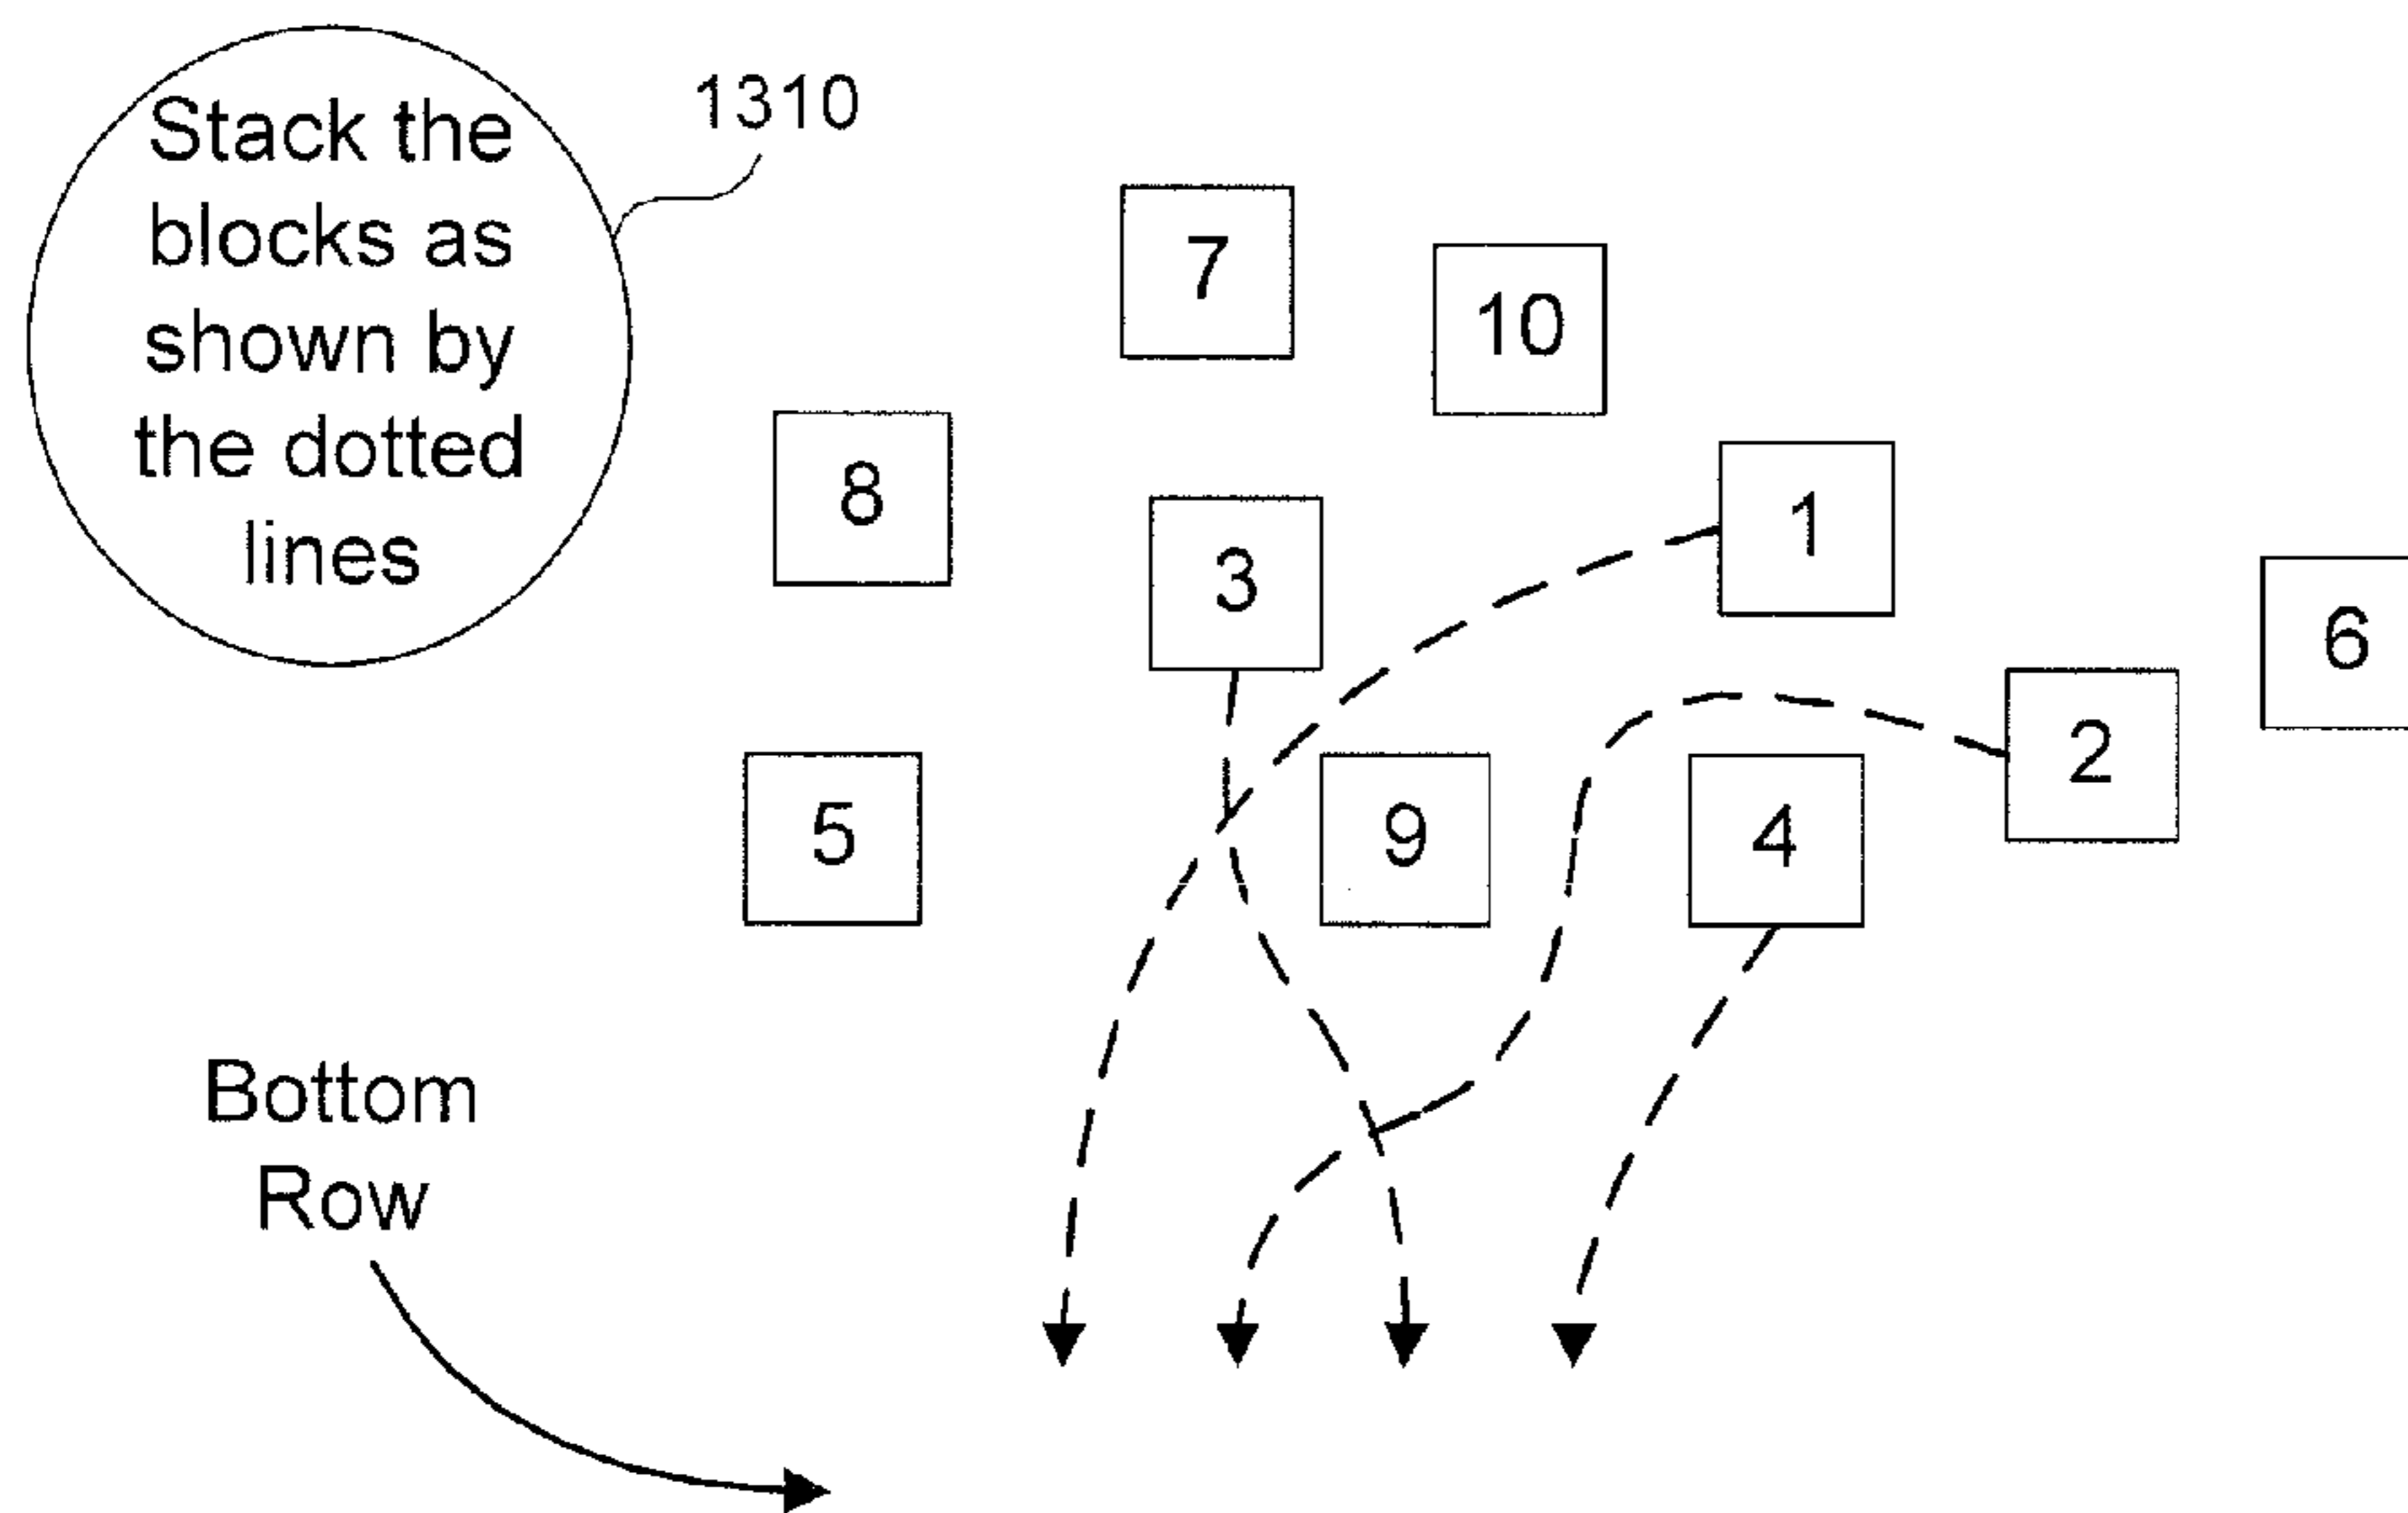 Stack the
blocks as
shown by
the dotted
lines
1310
7
10
8
3
1
6
2
5
9
4
Bottom
Row